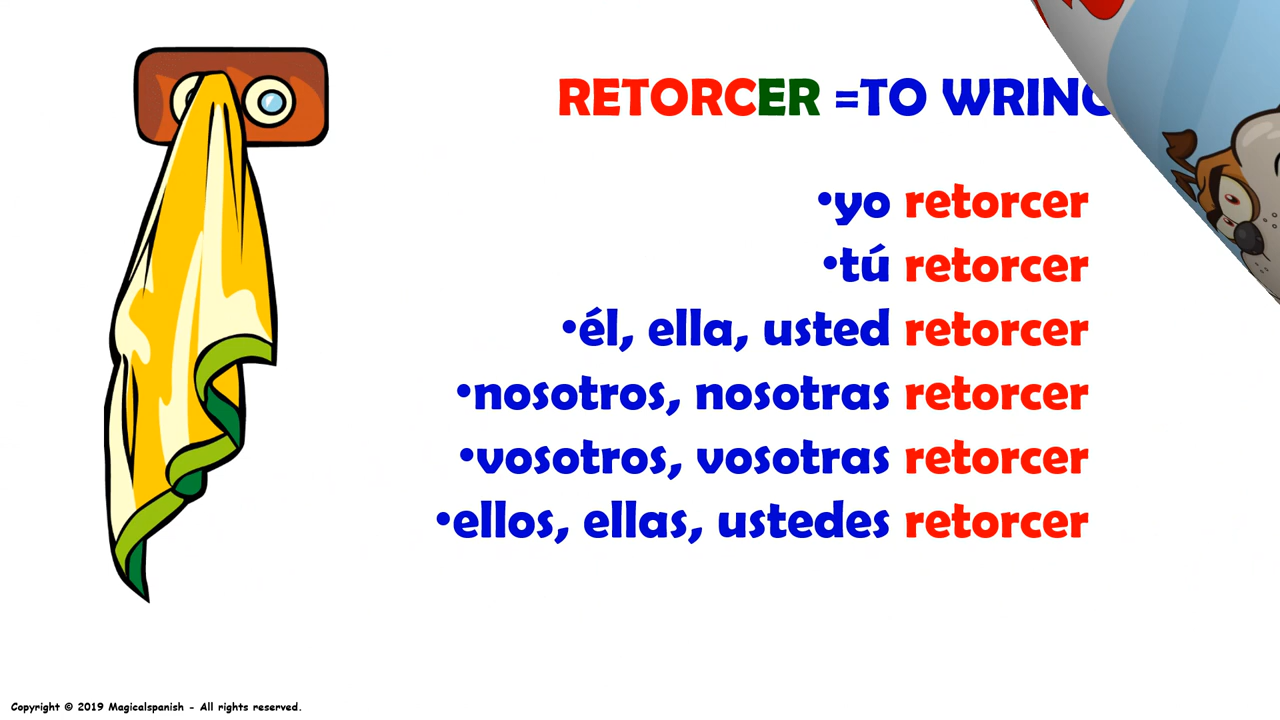 RETORCER =TO WRING
•yo retorcer
•tú retorcer
•él, ella, usted retorcer
•nosotros, nosotras retorcer
•vosotros, vosotras retorcer
•ellos, ellas, ustedes retorcer
Copyright © 2019 Magicalspanish - All rights reserved.